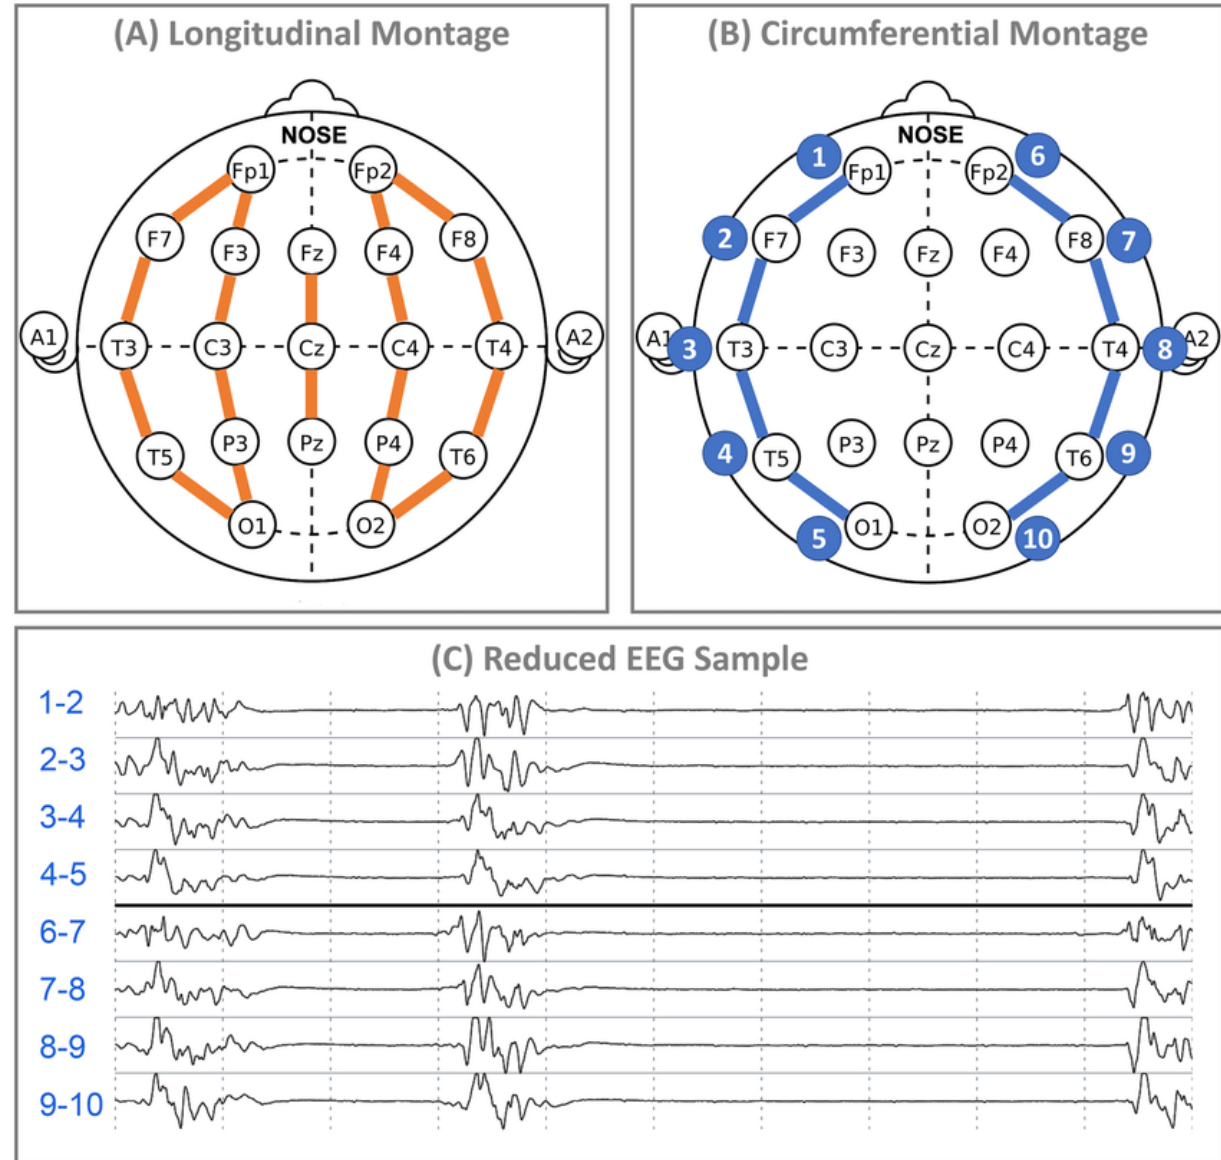 (A) Longitudinal Montage
NOSE
Fp1 Fp2
F7 F3 Fz F4 F8
A1 T3 C3 Cz C4 T4 A2
T5 P3 Pz P4 T6
O1 O2
(B) Circumferential Montage
NOSE
1 Fp1 Fp2 6
2 F7 F3 Fz F4 F8 7
A1 3 T3 C3 Cz C4 T4 8 A2
4 T5 P3 Pz P4 T6 9
5 O1 O2 10
(C) Reduced EEG Sample
1-2
2-3
3-4
4-5
6-7
7-8
8-9
9-10